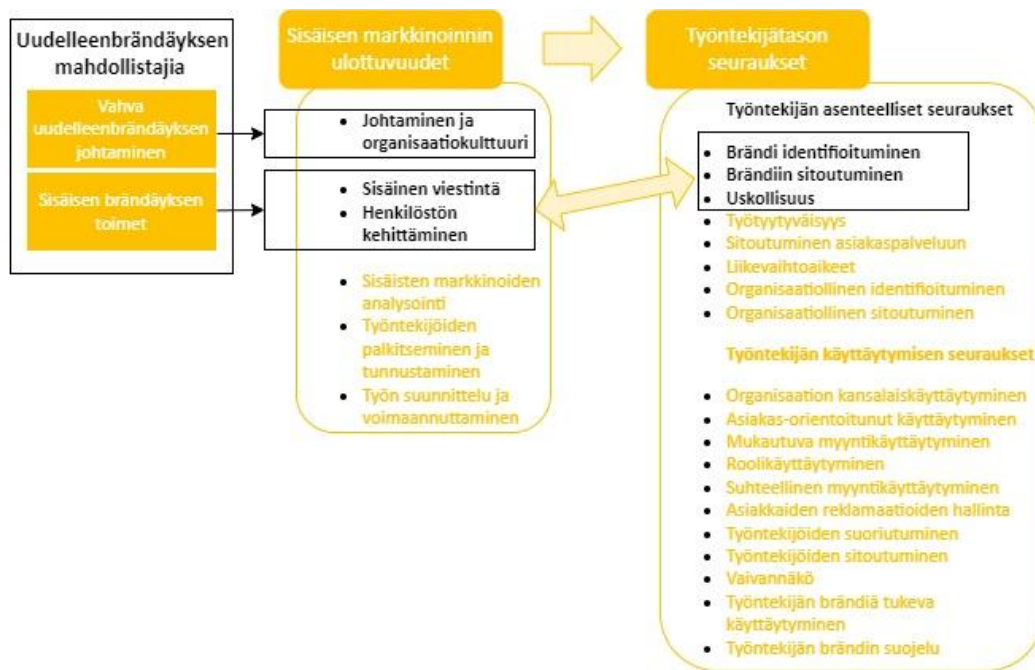 Uudelleenbrändäyksen
mahdollistajia
Vahva
uudelleenbrändäyksen
johtaminen
Sisäisen brändäyksen
toimet
Sisäisen markkinoinnin
ulottuvuudet
• Johtaminen ja
organisaatiokulttuuri
• Sisäinen viestintä
• Henkilöstön
kehittäminen
• Sisäisten markkinoiden
analysointi
• Työntekijöiden
palkitseminen ja
tunnustaminen
• Työn suunnittelu ja
voimaannuttaminen
Työntekijätason
seuraukset
Työntekijän asenteelliset seuraukset
• Brändi identifioituminen
• Brändiin sitoutuminen
• Uskollisuus
• Työtyytyväisyys
• Sitoutuminen asiakaspalveluun
• Liikevaihtoaikeet
• Organisaatiollinen identifioituminen
• Organisaatiollinen sitoutuminen
Työntekijän käyttäytymisen seuraukset
• Organisaation kansalaiskäyttäytyminen
• Asiakas-orientoitunut käyttäytyminen
• Mukautuva myyntikäyttäytyminen
• Roolikäyttäytyminen
• Suhteellinen myyntikäyttäytyminen
• Asiakkaiden reklamaatioiden hallinta
• Työntekijöiden suoriutuminen
• Työntekijöiden sitoutuminen
• Vaivannäkö
• Työntekijän brändiä tukeva
käyttäytyminen
• Työntekijän brändin suojelu